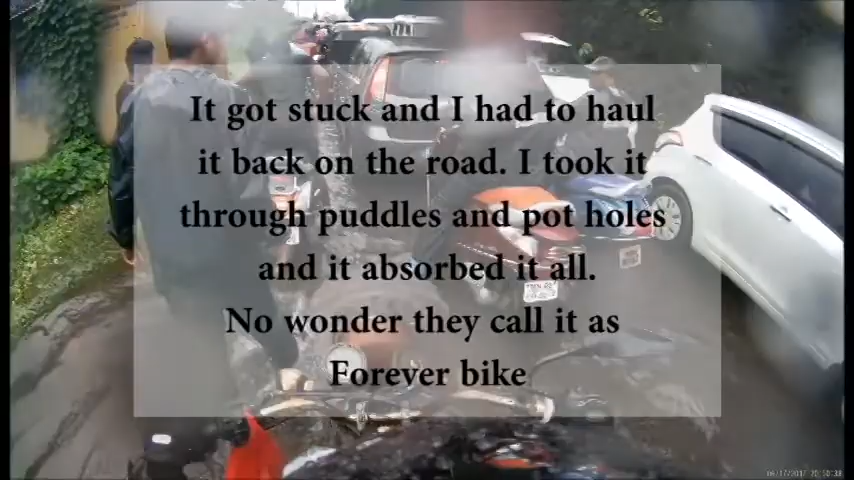 It got stuck and I had to haul
it back on the road. I took it
through puddles and pot holes
and it absorbed it all.
No wonder they call it as
Forever bike